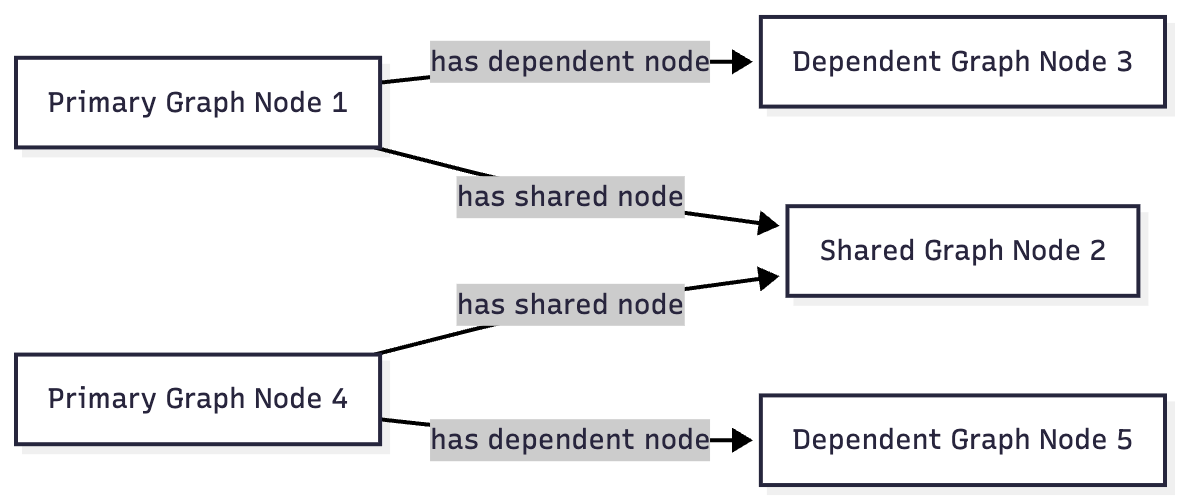 Primary Graph Node 1
has dependent node
Dependent Graph Node 3
has shared node
Shared Graph Node 2
has shared node
Primary Graph Node 4
has dependent node
Dependent Graph Node 5